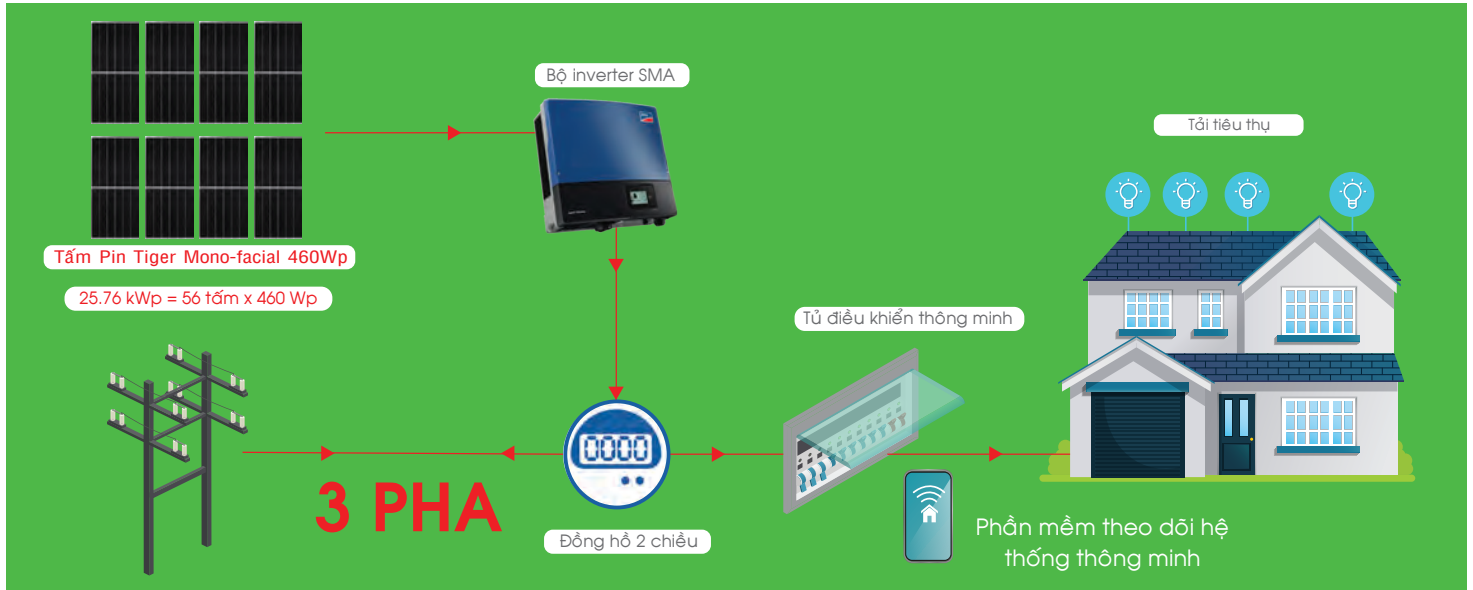 Bộ inverter SMA
Tải tiêu thụ
Tấm Pin Tiger Mono-facial 460Wp
25.76 kWp = 56 tấm x 460 Wp
Tủ điều khiển thông minh
0000
3 PHA
Đồng hồ 2 chiều
Phần mềm theo dõi hệ
thống thông minh